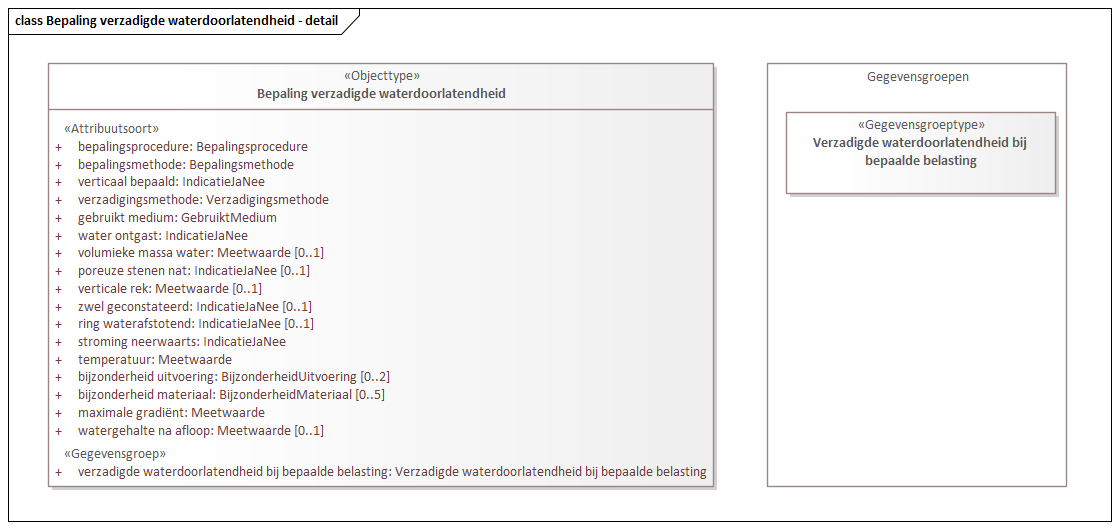 class Bepaling verzadigde waterdoorlatendheid - detail
«Objecttype»
Bepaling verzadigde waterdoorlatendheid
«Attribuutsoort»
+ bepalingsprocedure: Bepalingsprocedure
+ bepalingsmethode: Bepalingsmethode
+ verticaal bepaald: IndicatieJaNee
+ verzadigingsmethode: Verzadigingsmethode
+ gebruikt medium: GebruiktMedium
+ water ontgast: IndicatieJaNee
+ volumieke massa water: Meetwaarde [0..1]
+ poreuze stenen nat: IndicatieJaNee [0..1]
+ verticale rek: Meetwaarde [0..1]
+ zwel geconstateerd: IndicatieJaNee [0..1]
+ ring waterafstotend: IndicatieJaNee [0..1]
+ stroming neerwaarts: IndicatieJaNee
+ temperatuur: Meetwaarde
+ bijzonderheid uitvoering: BijzonderheidUitvoering [0..2]
+ bijzonderheid materiaal: BijzonderheidMateriaal [0..5]
+ maximale gradiënt: Meetwaarde
+ watergehalte na afloop: Meetwaarde [0..1]
«Gegevensgroep»
+ verzadigde waterdoorlatendheid bij bepaalde belasting: Verzadigde waterdoorlatendheid bij bepaalde belasting
Gegevensgroepen
«Gegevensgroeptype»
Verzadigde waterdoorlatendheid bij
bepaalde belasting